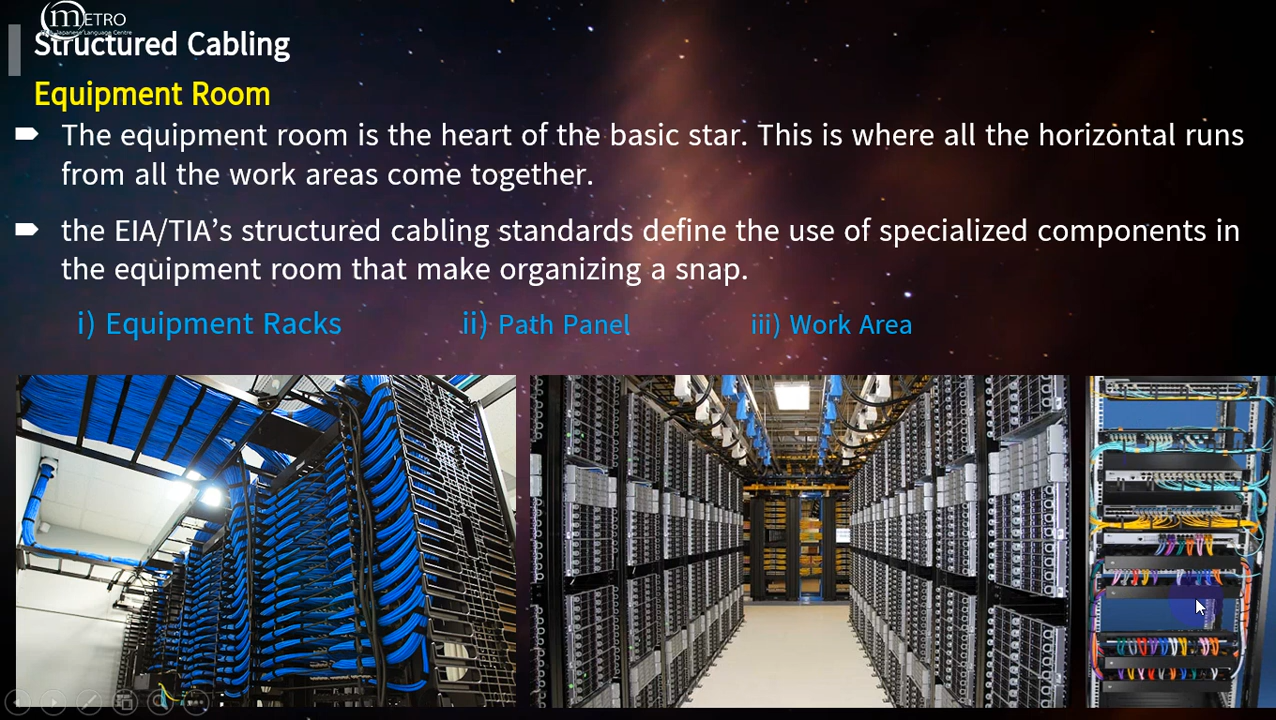 METRO
Japanese Language Centre
Structured Cabling
Equipment Room
The equipment room is the heart of the basic star. This is where all the horizontal runs
from all the work areas come together.
the EIA/TIA’s structured cabling standards define the use of specialized components in
the equipment room that make organizing a snap.
i) Equipment Racks ii) Path Panel iii) Work Area